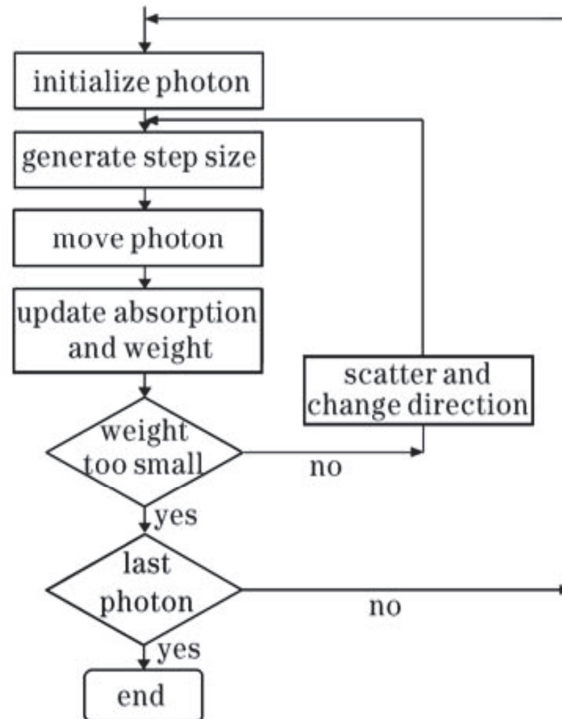 initialize photon
generate step size
move photon
update absorption
and weight
scatter and
change direction
weight
too small
no
yes
last
photon
no
yes
end